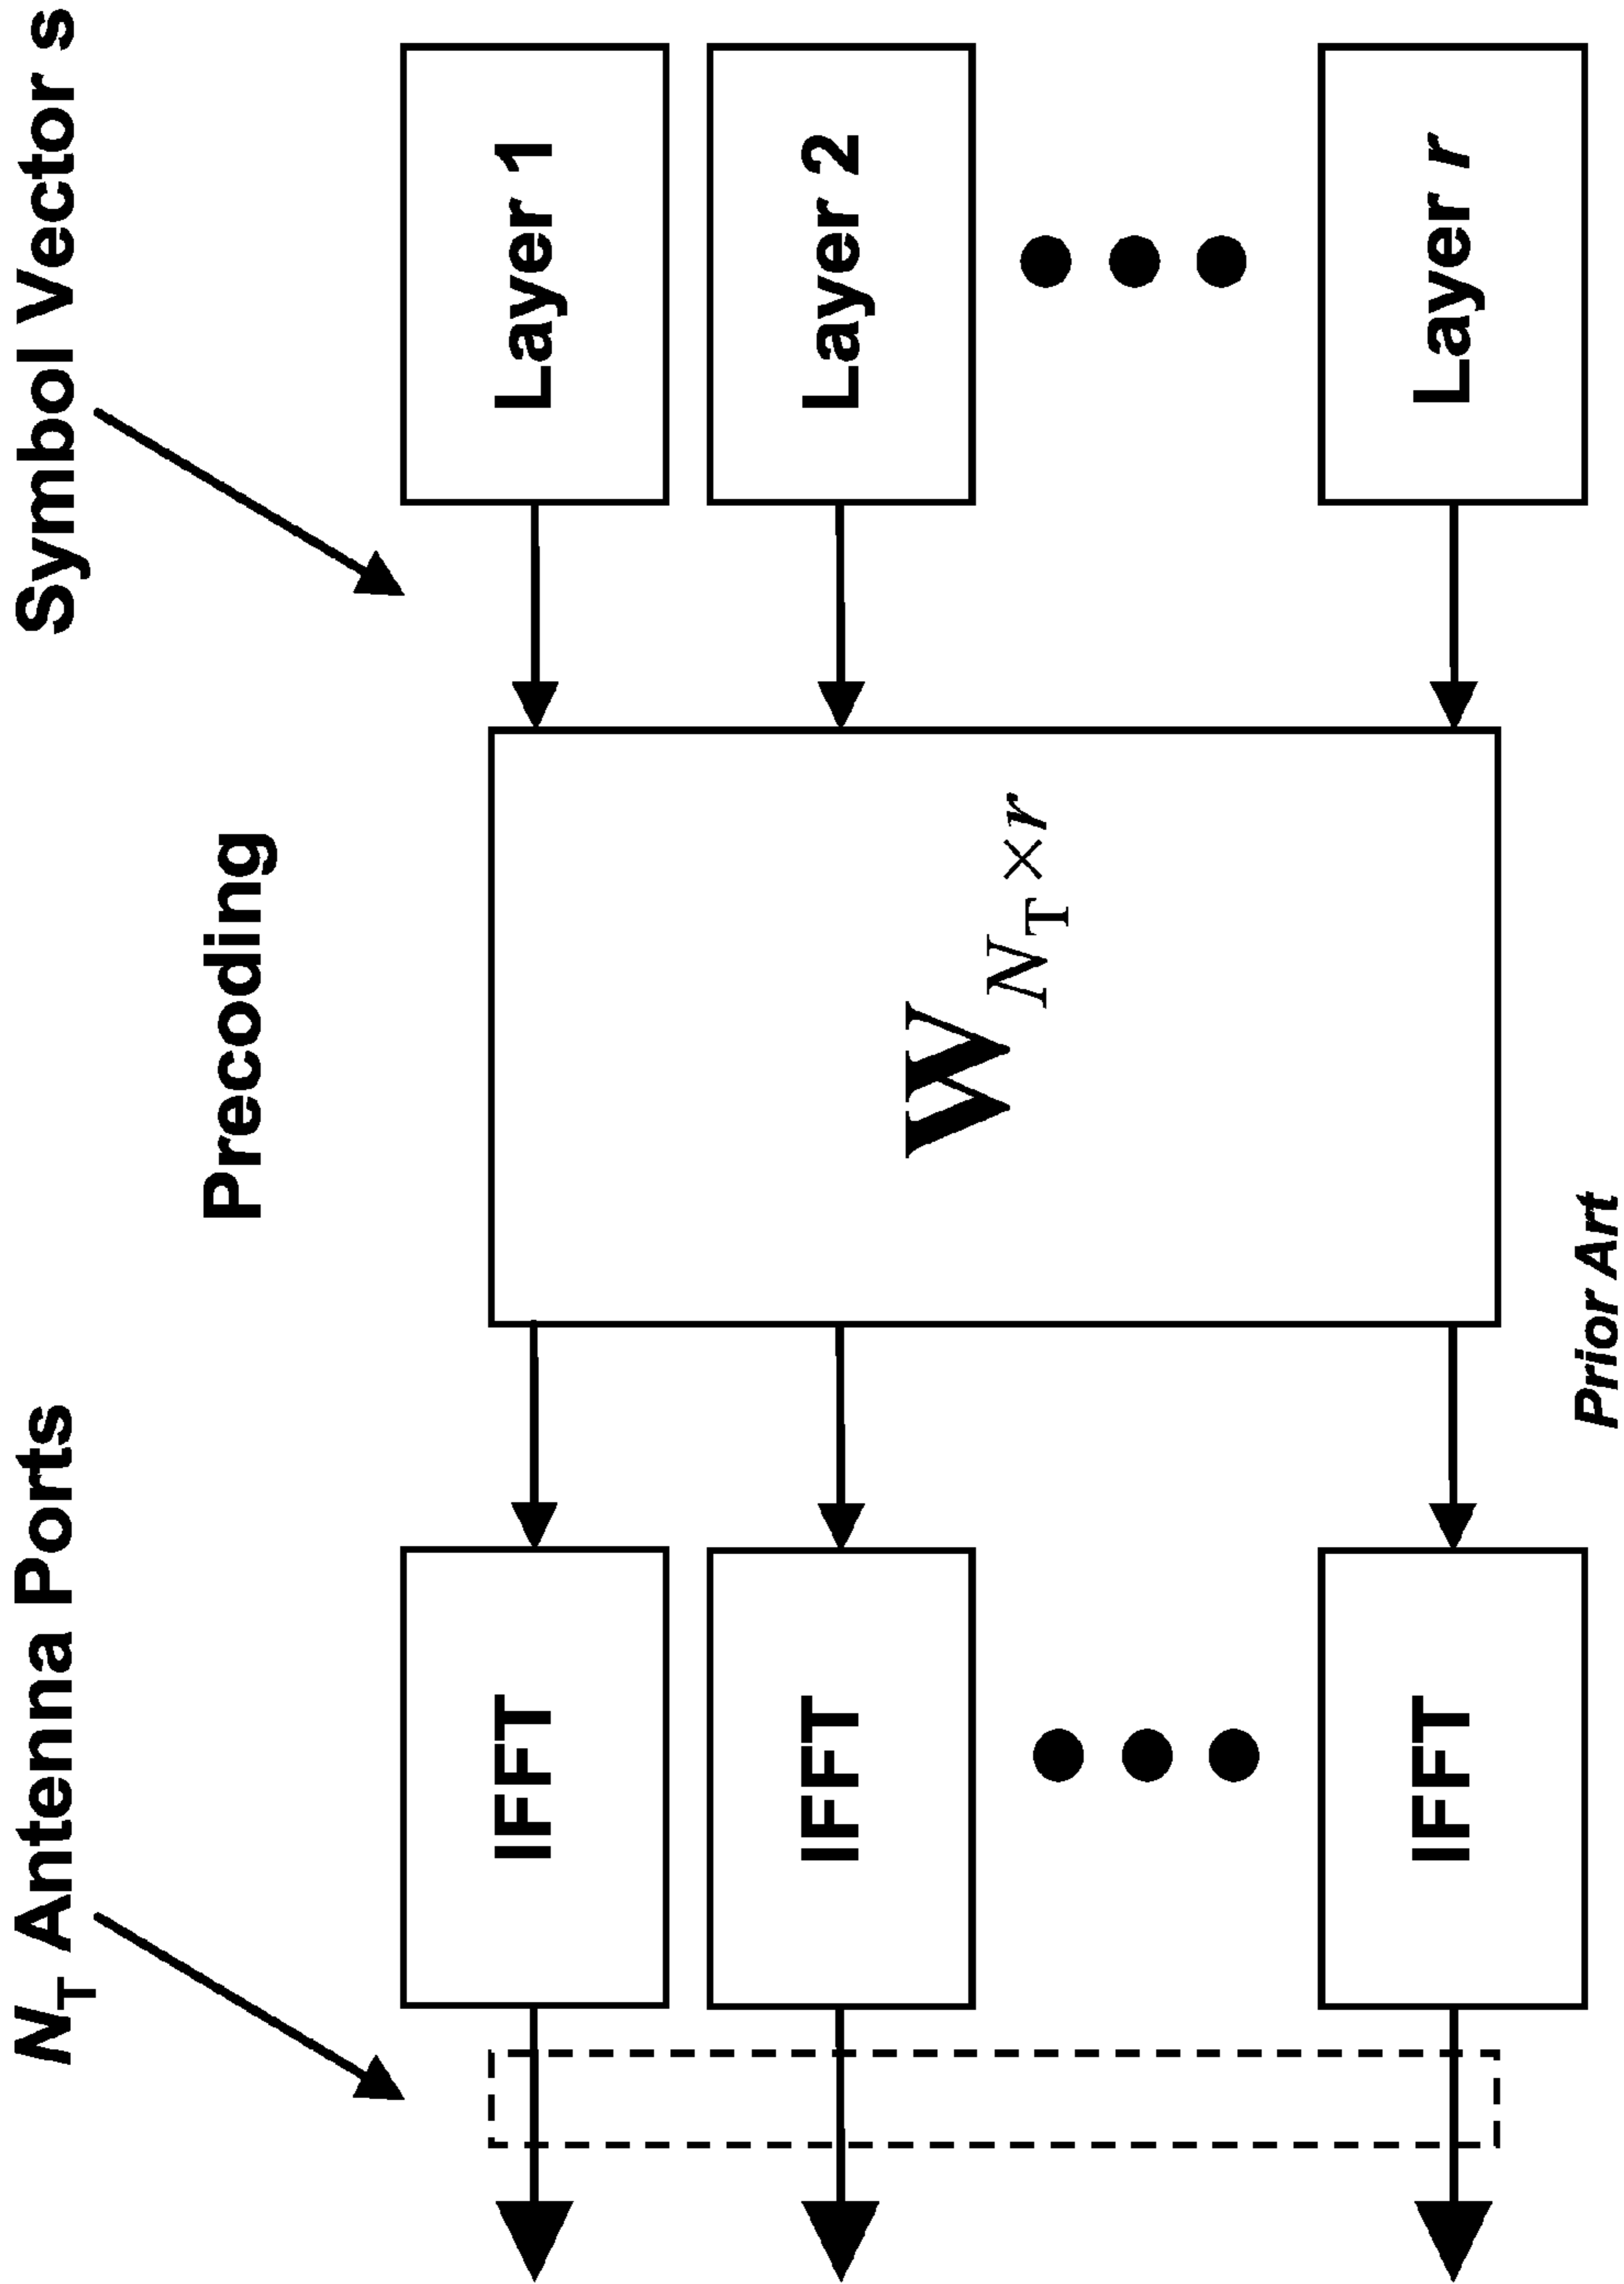 Symbol Vector s
Precoding
N_T Antenna Ports
Layer 1
Layer 2
Layer r
W_{N_T×r}
IFFT
IFFT
IFFT
Prior Art